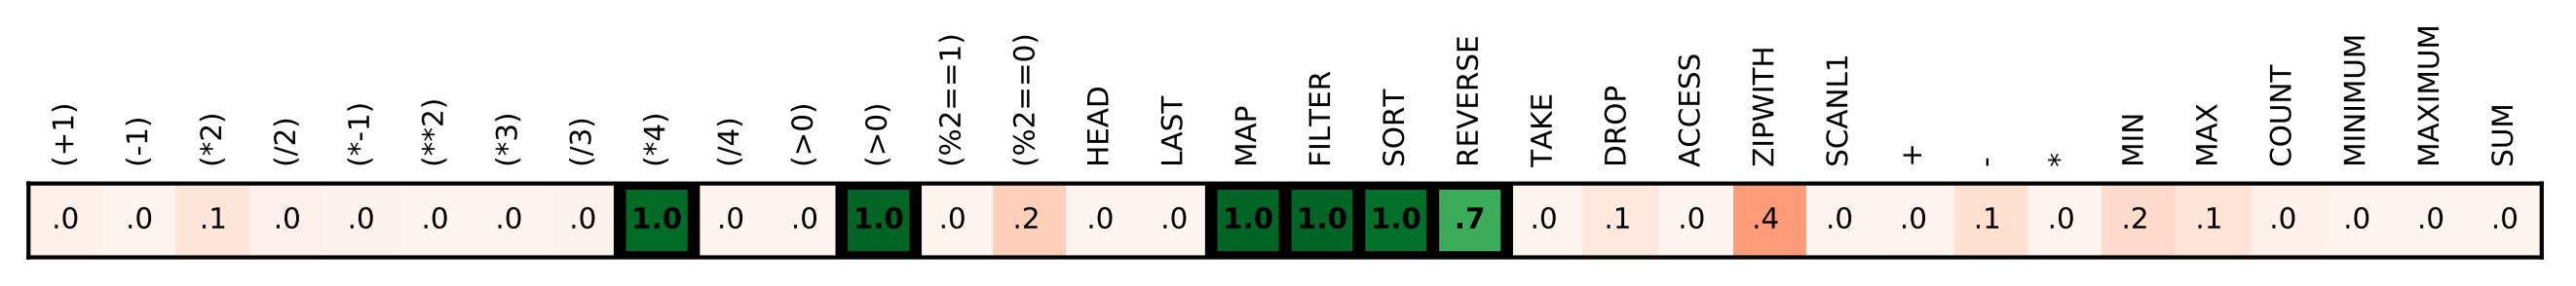 (+1) (-1) (*2) (/2) (*-1) (**2) (*3) (/3) (*4) (/4) (>0) (>0) (%2==1) (%2==0) HEAD LAST MAP FILTER SORT REVERSE TAKE DROP ACCESS ZIPWITH SCANL1 + - * MIN MAX COUNT MINIMUM MAXIMUM SUM
.0 .0 .1 .0 .0 .0 .0 .0 1.0 .0 .0 1.0 .0 .2 .0 .0 1.0 1.0 1.0 .7 .0 .1 .0 .4 .0 .0 .1 .0 .2 .1 .0 .0 .0 .0